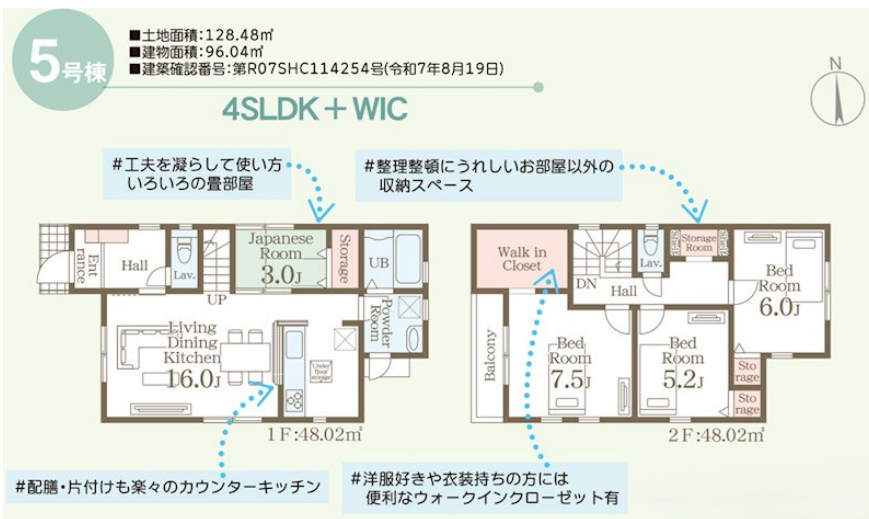 5号棟
■土地面積:128.48㎡
■建物面積:96.04㎡
■建築確認番号:第R07SHC114254号(令和7年8月19日)
4SLDK+WIC
N
#工夫を凝らして使い方
いろいろの畳部屋
#整理整頓にうれしいお部屋以外の
収納スペース
Ent
rance
Hall
Lav.
UP
Japanese
Room
3.0J
Storage
UB
Powder
Room
Living
Dining
Kitchen
16.0J
Under
floor
storage
1F:48.02㎡
Walk in
Closet
DN
Lav.
Shelf
Storage
Room
Shelf
Hall
Bed
Room
6.0J
Balcony
Bed
Room
7.5J
Bed
Room
5.2J
Sto
rage
Sto
rage
2F:48.02㎡
#配膳・片付けも楽々のカウンターキッチン
#洋服好きや衣装持ちの方には
便利なウォークインクローゼット有